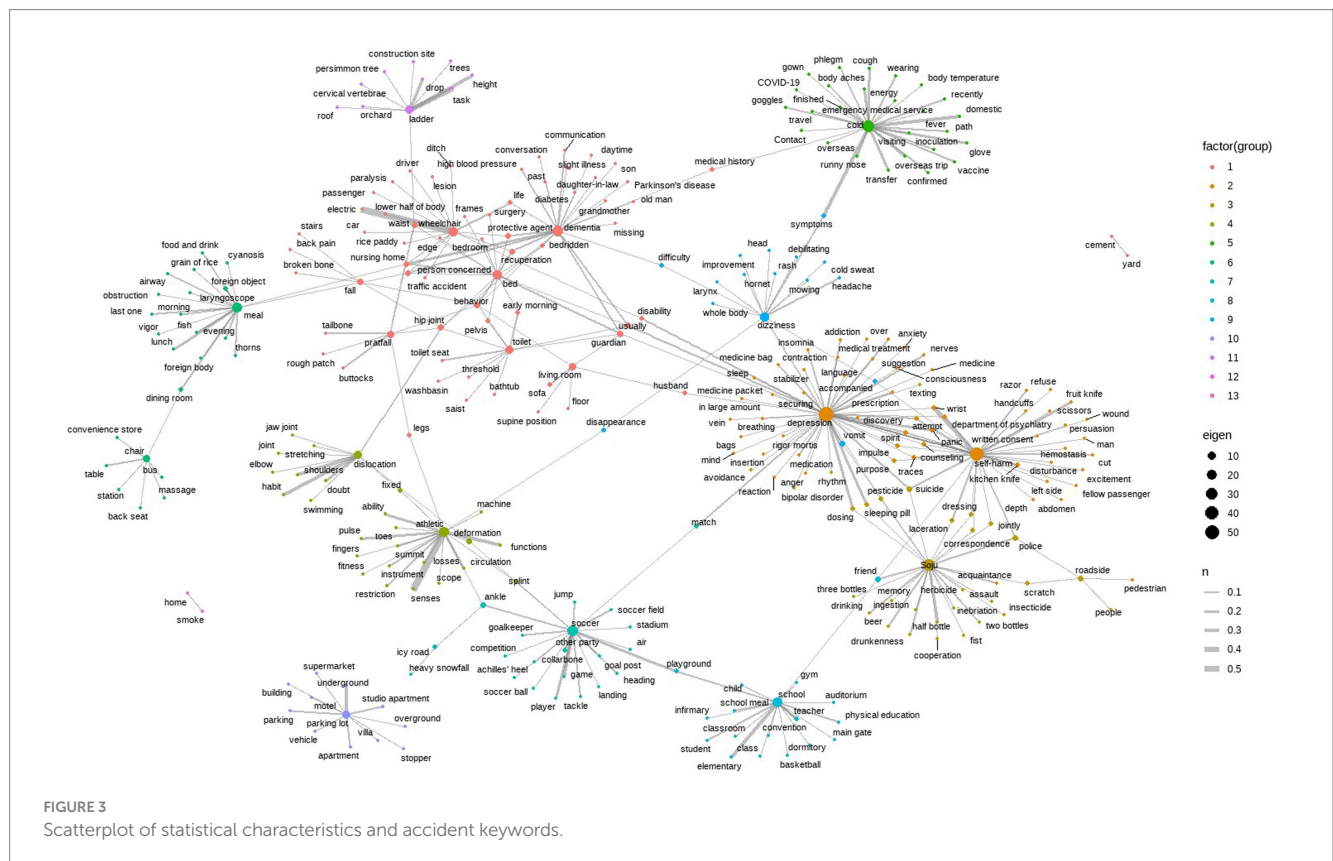 construction site
persimmon tree
trees
drop
height
cervical vertebrae
task
roof
orchard
ladder
phlegm
cough
gown
wearing
body aches
body temperature
COVID-19
energy
finished
recently
goggles
emergency medical service
domestic
travel
cold
fever
path
Contact
visiting
inoculation
glove
overseas
runny nose
overseas trip
vaccine
transfer
confirmed
communication
ditch
conversation
daytime
driver
high blood pressure
slight illness
son
medical history
paralysis
past
lesion
daughter-in-law
Parkinson's disease
passenger
life
diabetes
old man
electric
lower half of body
frames
surgery
grandmother
stairs
car
waist
wheelchair
protective agent
dementia
missing
symptoms
back pain
rice paddy
edge
bedroom
bedridden
nursing home
recuperation
broken bone
person concerned
bed
traffic accident
fall
food and drink
cyanosis
grain of rice
airway
foreign object
obstruction
laryngoscope
meal
last one
morning
vigor
fish
evening
lunch
thorns
foreign body
dining room
head
debilitating
difficulty
improvement
rash
cold sweat
hornet
mowing
headache
larynx
whole body
dizziness
cement
yard
behavior
early morning
disability
tailbone
hip joint
usually
pelvis
guardian
pratfall
toilet
rough patch
toilet seat
threshold
living room
buttocks
washbasin
bathtub
sofa
husband
saist
floor
supine position
legs
disappearance
addiction
over
anxiety
insomnia
medicine bag
contraction
medical treatment
nerves
suggestion
medicine
sleep
stabilizer
language
consciousness
accompanied
medicine packet
securing
prescription
texting
razor
refuse
fruit knife
handcuffs
scissors
in large amount
depression
discovery
wrist
wound
vein
attempt
department of psychiatry
persuasion
breathing
vomit
written consent
man
bags
rigor mortis
spirit
panic
impulse
counseling
hemostasis
cut
mind
insertion
medication
purpose
traces
self-harm
disturbance
avoidance
anger
rhythm
kitchen knife
excitement
reaction
bipolar disorder
pesticide
suicide
left side
fellow passenger
dosing
sleeping pill
dressing
depth
abdomen
laceration
jointly
correspondence
police
convenience store
chair
bus
table
station
massage
back seat
jaw joint
joint
stretching
dislocation
elbow
shoulders
habit
doubt
fixed
swimming
ability
machine
pulse
athletic
toes
deformation
fingers
functions
summit
losses
circulation
fitness
instrument
scope
splint
restriction
senses
match
Soju
friend
acquaintance
roadside
three bottles
memory
herbicide
assault
scratch
pedestrian
drinking
ingestion
inebriation
insecticide
people
beer
half bottle
two bottles
drunkenness
fist
cooperation
home
smoke
ankle
jump
soccer field
goalkeeper
soccer
stadium
icy road
competition
other party
air
collarbone
heavy snowfall
achilles' heel
goal post
game
heading
soccer ball
landing
player
tackle
playground
gym
child
school
auditorium
infirmary
school meal
teacher
physical education
classroom
convention
main gate
student
class
dormitory
elementary
basketball
supermarket
underground
building
studio apartment
motel
parking
parking lot
overground
vehicle
villa
apartment
stopper
factor(group)
1
2
3
4
5
6
7
8
9
10
11
12
13
eigen
10
20
30
40
50
n
0.1
0.2
0.3
0.4
0.5
FIGURE 3
Scatterplot of statistical characteristics and accident keywords.